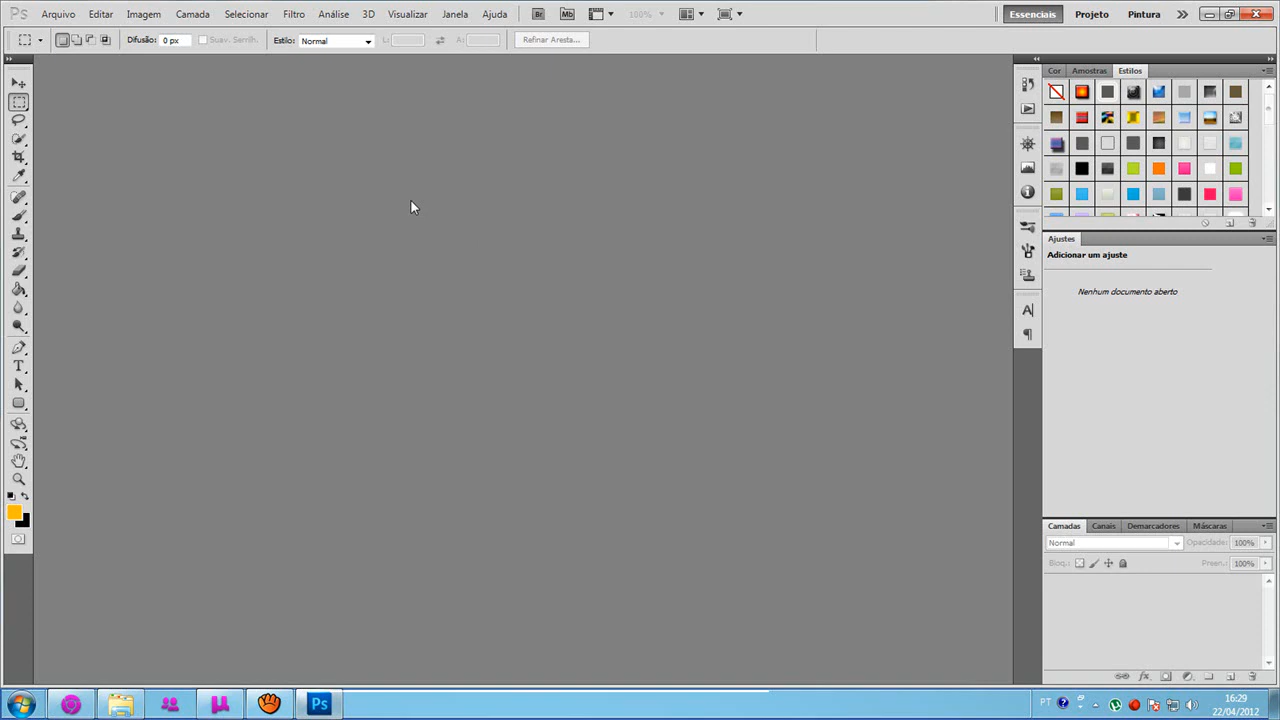 Ps Arquivo Editar Imagem Camada Selecionar Filtro Análise 3D Visualizar Janela Ajuda Br Mb 100% Essenciais Projeto Pintura
Difusão: 0 px Suav. Serrilh. Estilo: Normal L: A: Refinar Aresta...
Cor Amostras Estilos
Ajustes
Adicionar um ajuste
Nenhum documento aberto
A
T
Camadas Canais Demarcadores Máscaras
Normal Opacidade: 100%
Bloq.: Preen.: 100%
Ps
PT
16:29
22/04/2012